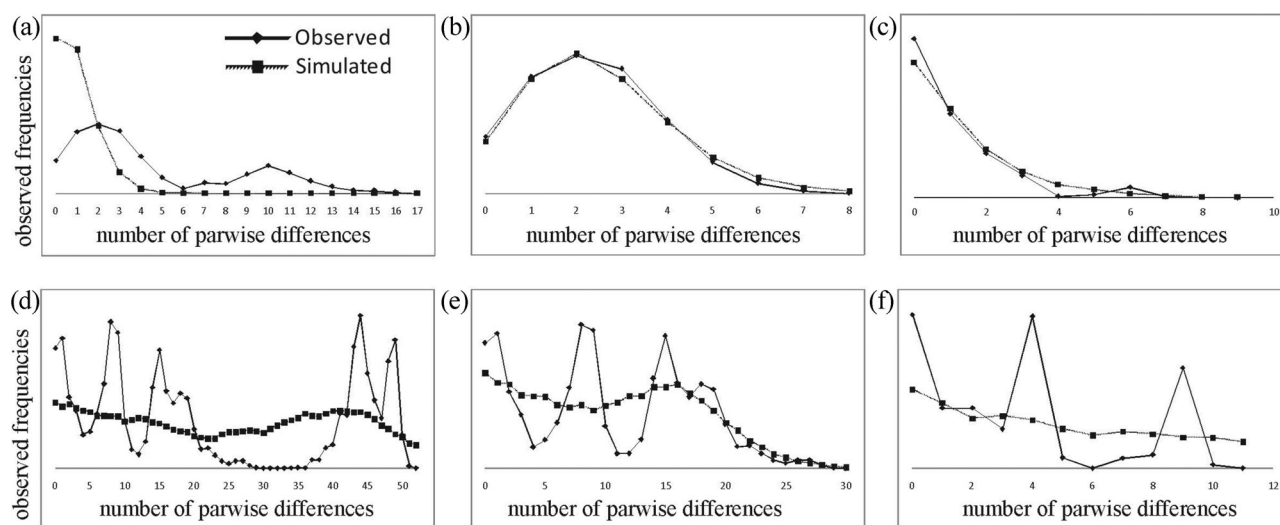 (a)
Observed
Simulated
observed frequencies
0 1 2 3 4 5 6 7 8 9 10 11 12 13 14 15 16 17
number of parwise differences
(b)
0 1 2 3 4 5 6 7 8
number of parwise differences
(c)
0 2 4 6 8 10
number of parwise differences
(d)
observed frequencies
0 5 10 15 20 25 30 35 40 45 50
number of parwise differences
(e)
0 5 10 15 20 25 30
number of parwise differences
(f)
0 2 4 6 8 10 12
number of parwise differences